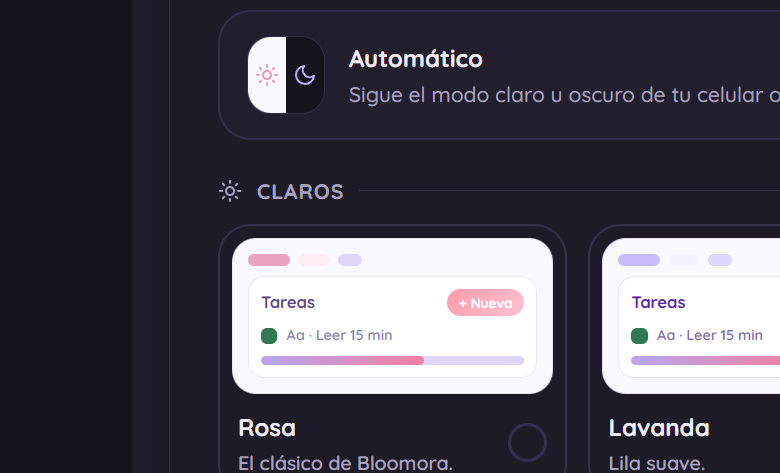 Automático
Sigue el modo claro u oscuro de tu celular o
CLAROS
Tareas
+ Nueva
Aa · Leer 15 min
Tareas
Aa · Leer 15 min
Rosa
El clásico de Bloomora.
Lavanda
Lila suave.